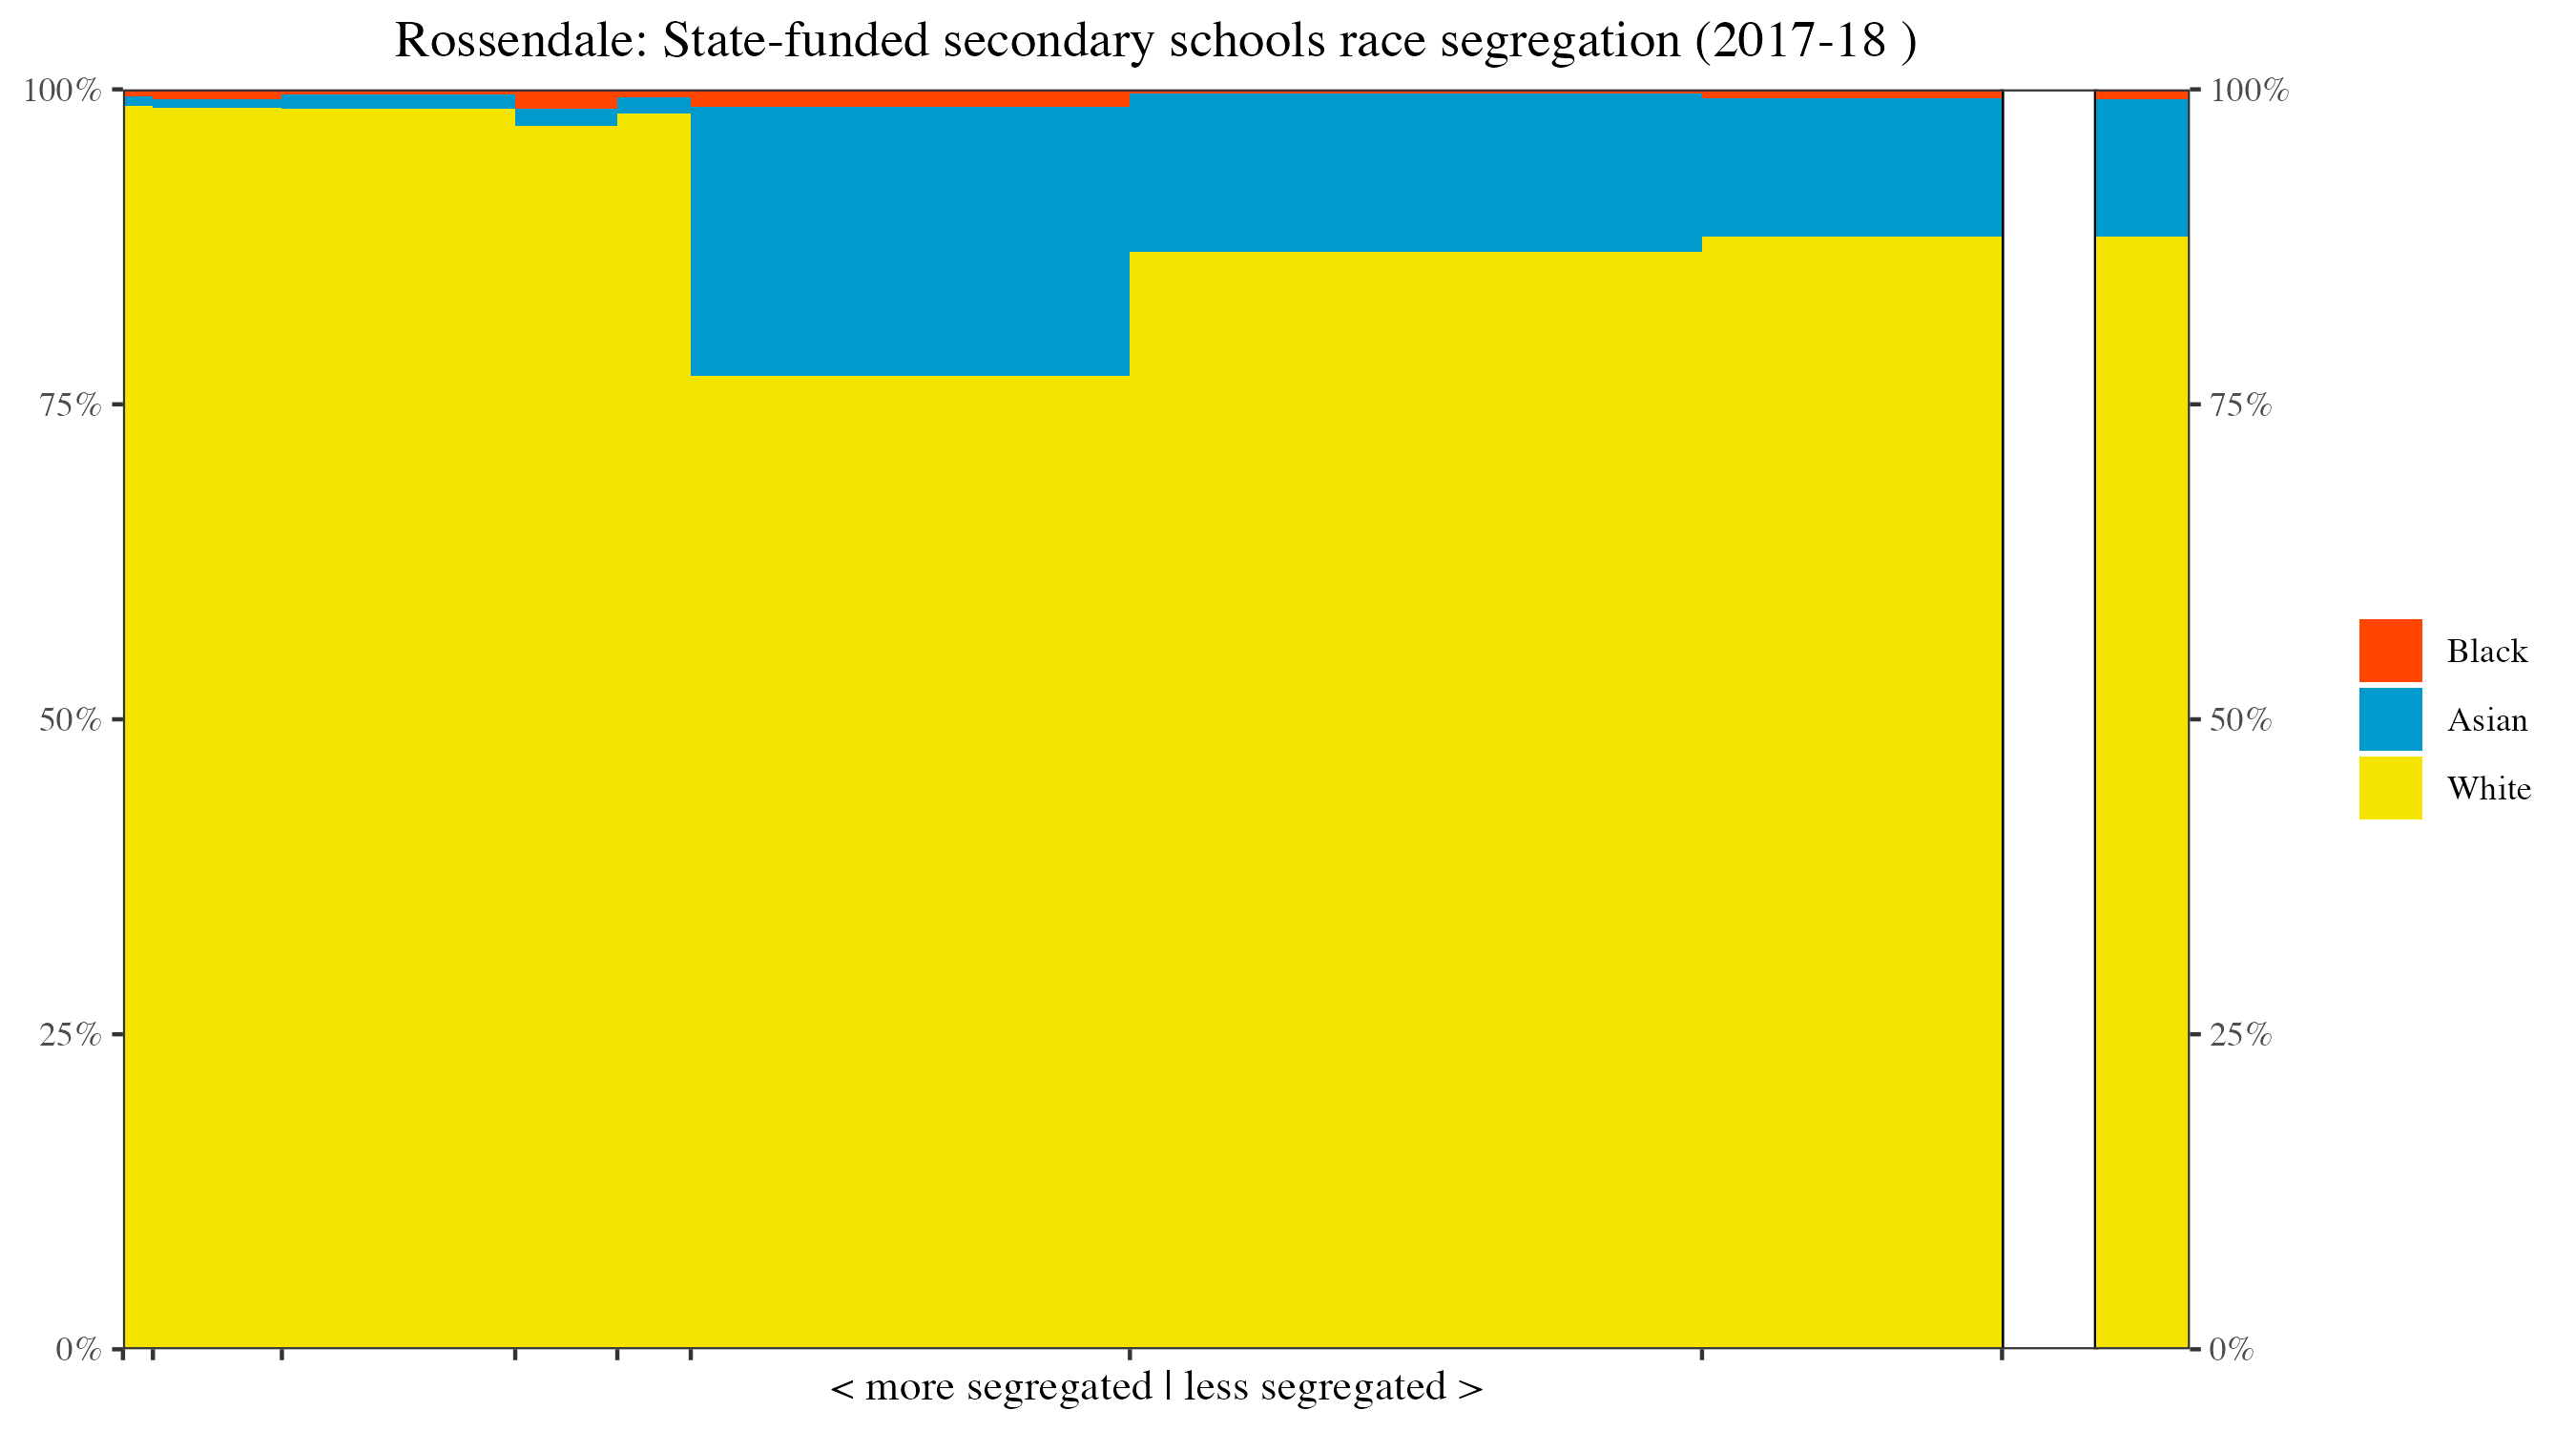 Rossendale: State-funded secondary schools race segregation (2017-18 )
100%
75%
50%
25%
0%
100%
75%
50%
25%
0%
Black
Asian
White
< more segregated | less segregated >